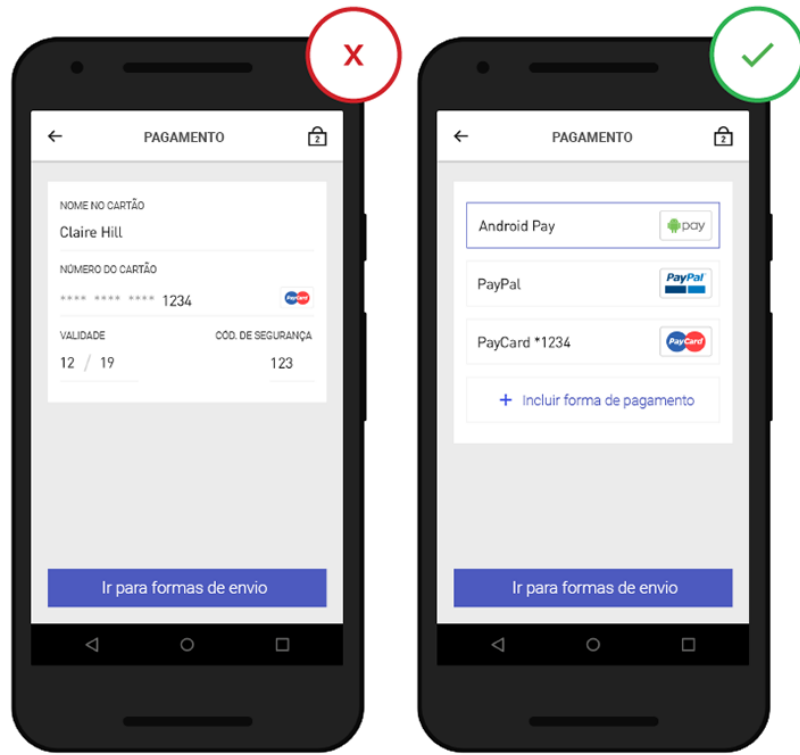 X
PAGAMENTO
2
NOME NO CARTÃO
Claire Hill
NÚMERO DO CARTÃO
**** **** **** 1234 PayCard
VALIDADE CÓD. DE SEGURANÇA
12 / 19 123
Ir para formas de envio
PAGAMENTO
2
Android Pay pay
PayPal PayPal
PayCard *1234 PayCard
+ Incluir forma de pagamento
Ir para formas de envio